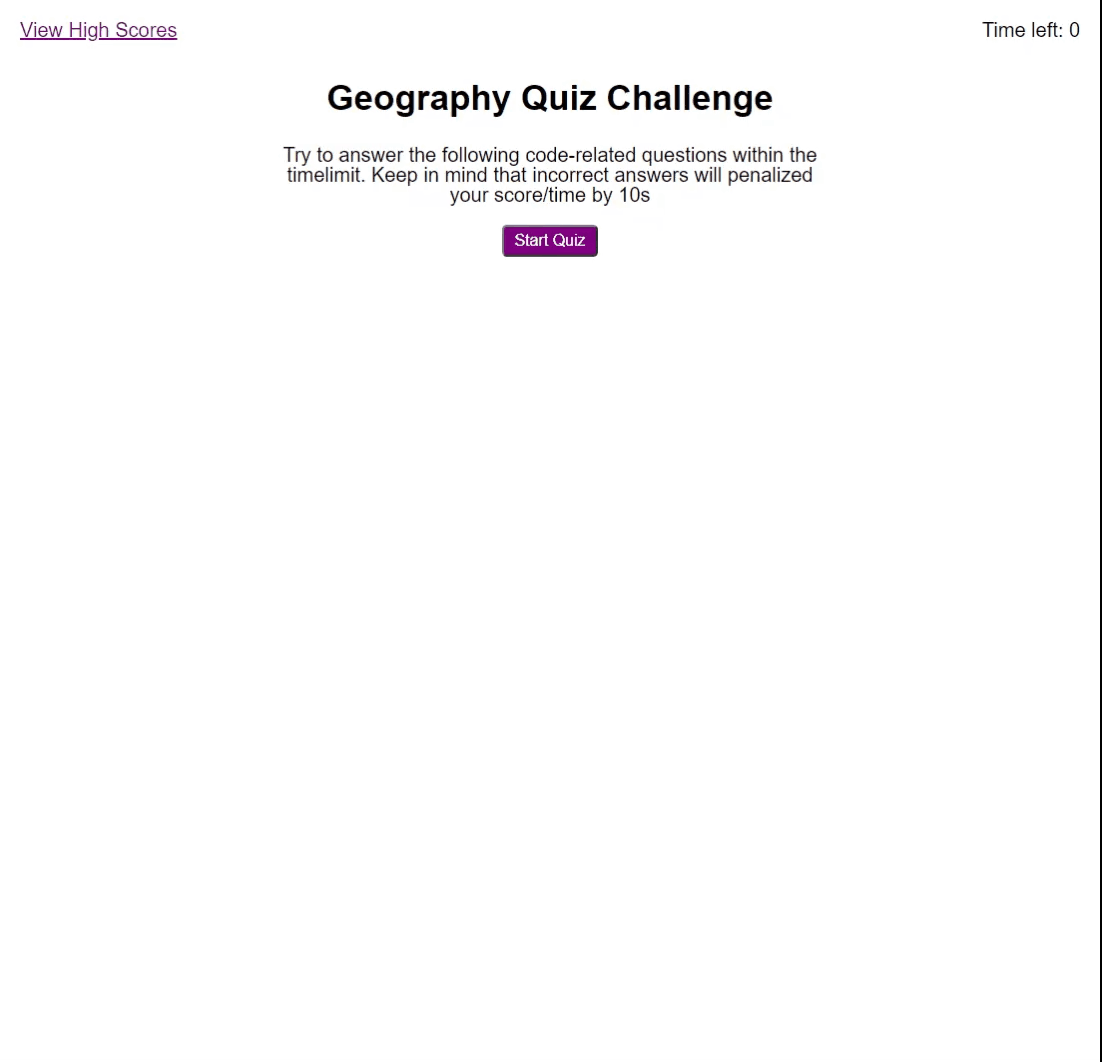 View High Scores
Time left: 0
Geography Quiz Challenge
Try to answer the following code-related questions within the
timelimit. Keep in mind that incorrect answers will penalized
your score/time by 10s
Start Quiz